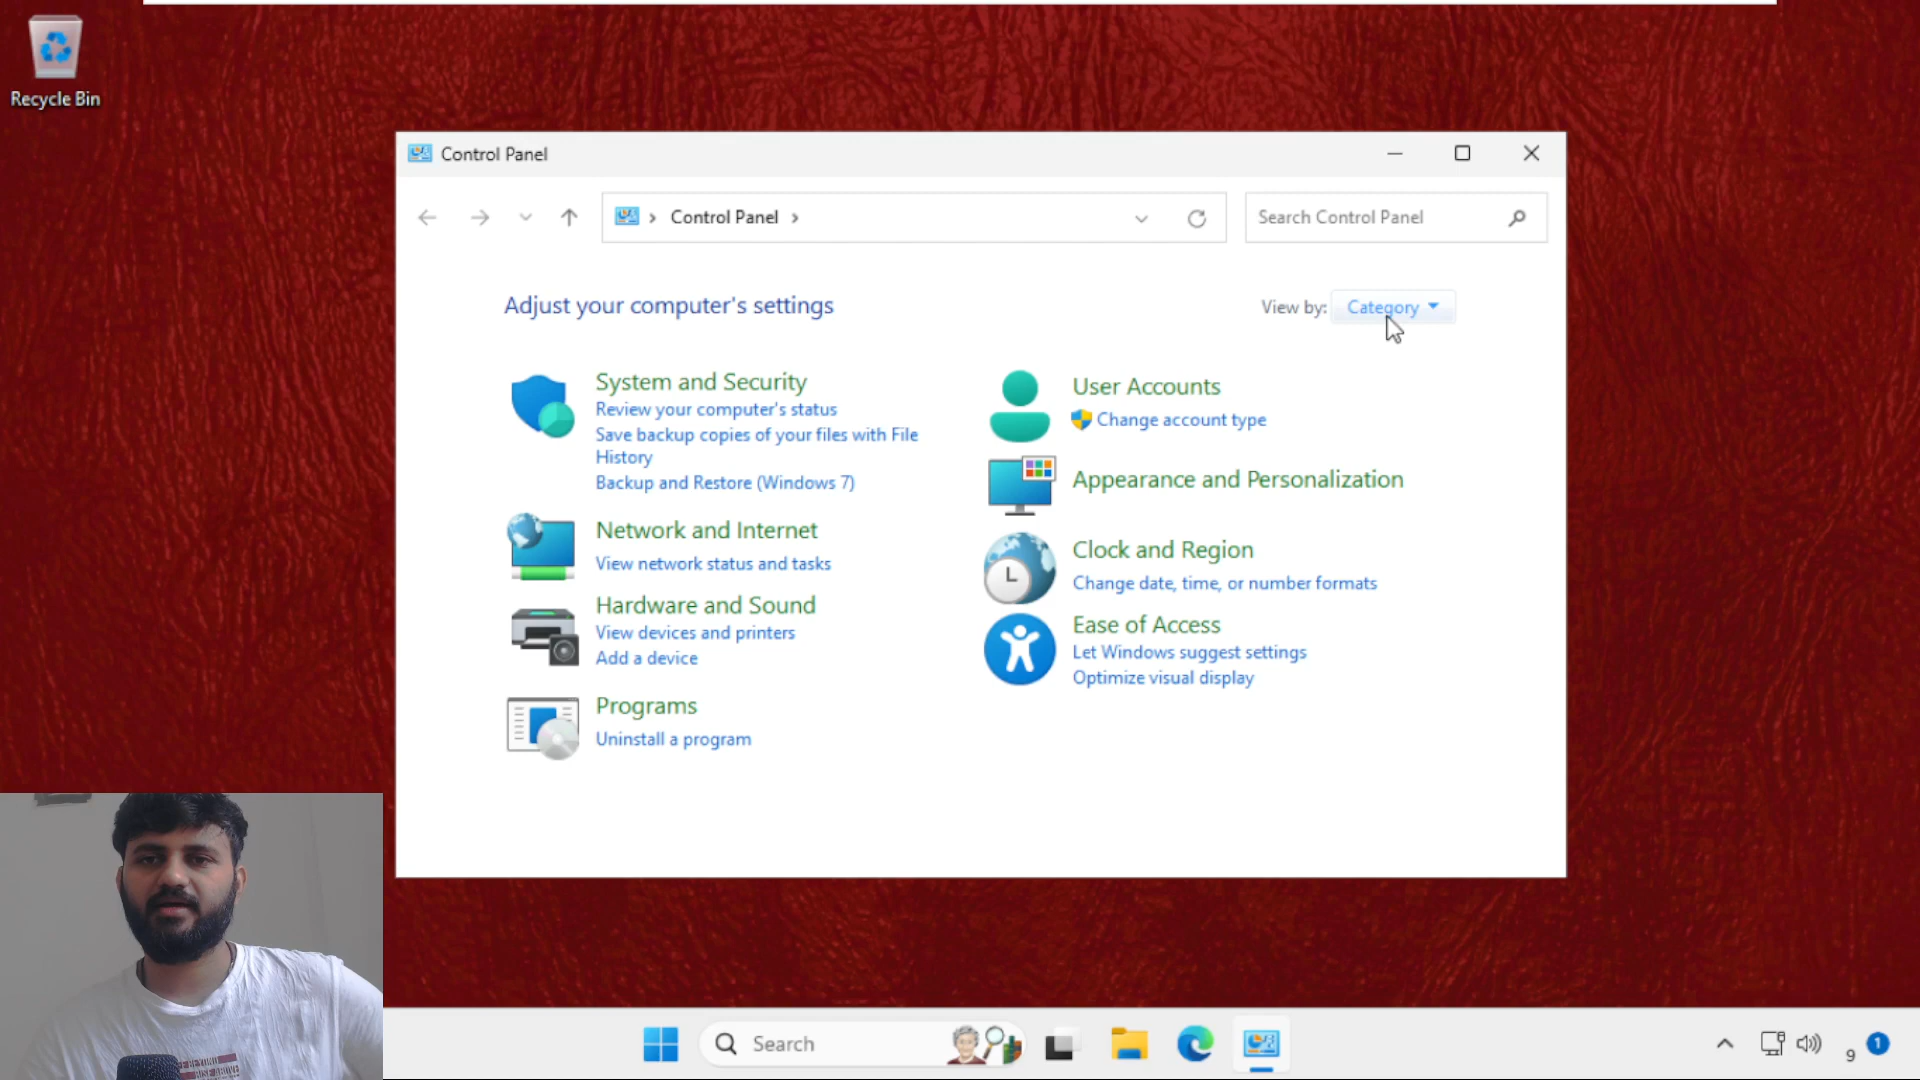 Recycle Bin
Control Panel
Control Panel
Search Control Panel
Adjust your computer's settings
View by: Category
System and Security
Review your computer's status
Save backup copies of your files with File
History
Backup and Restore (Windows 7)
Network and Internet
View network status and tasks
Hardware and Sound
View devices and printers
Add a device
Programs
Uninstall a program
User Accounts
Change account type
Appearance and Personalization
Clock and Region
Change date, time, or number formats
Ease of Access
Let Windows suggest settings
Optimize visual display
Search
9
1